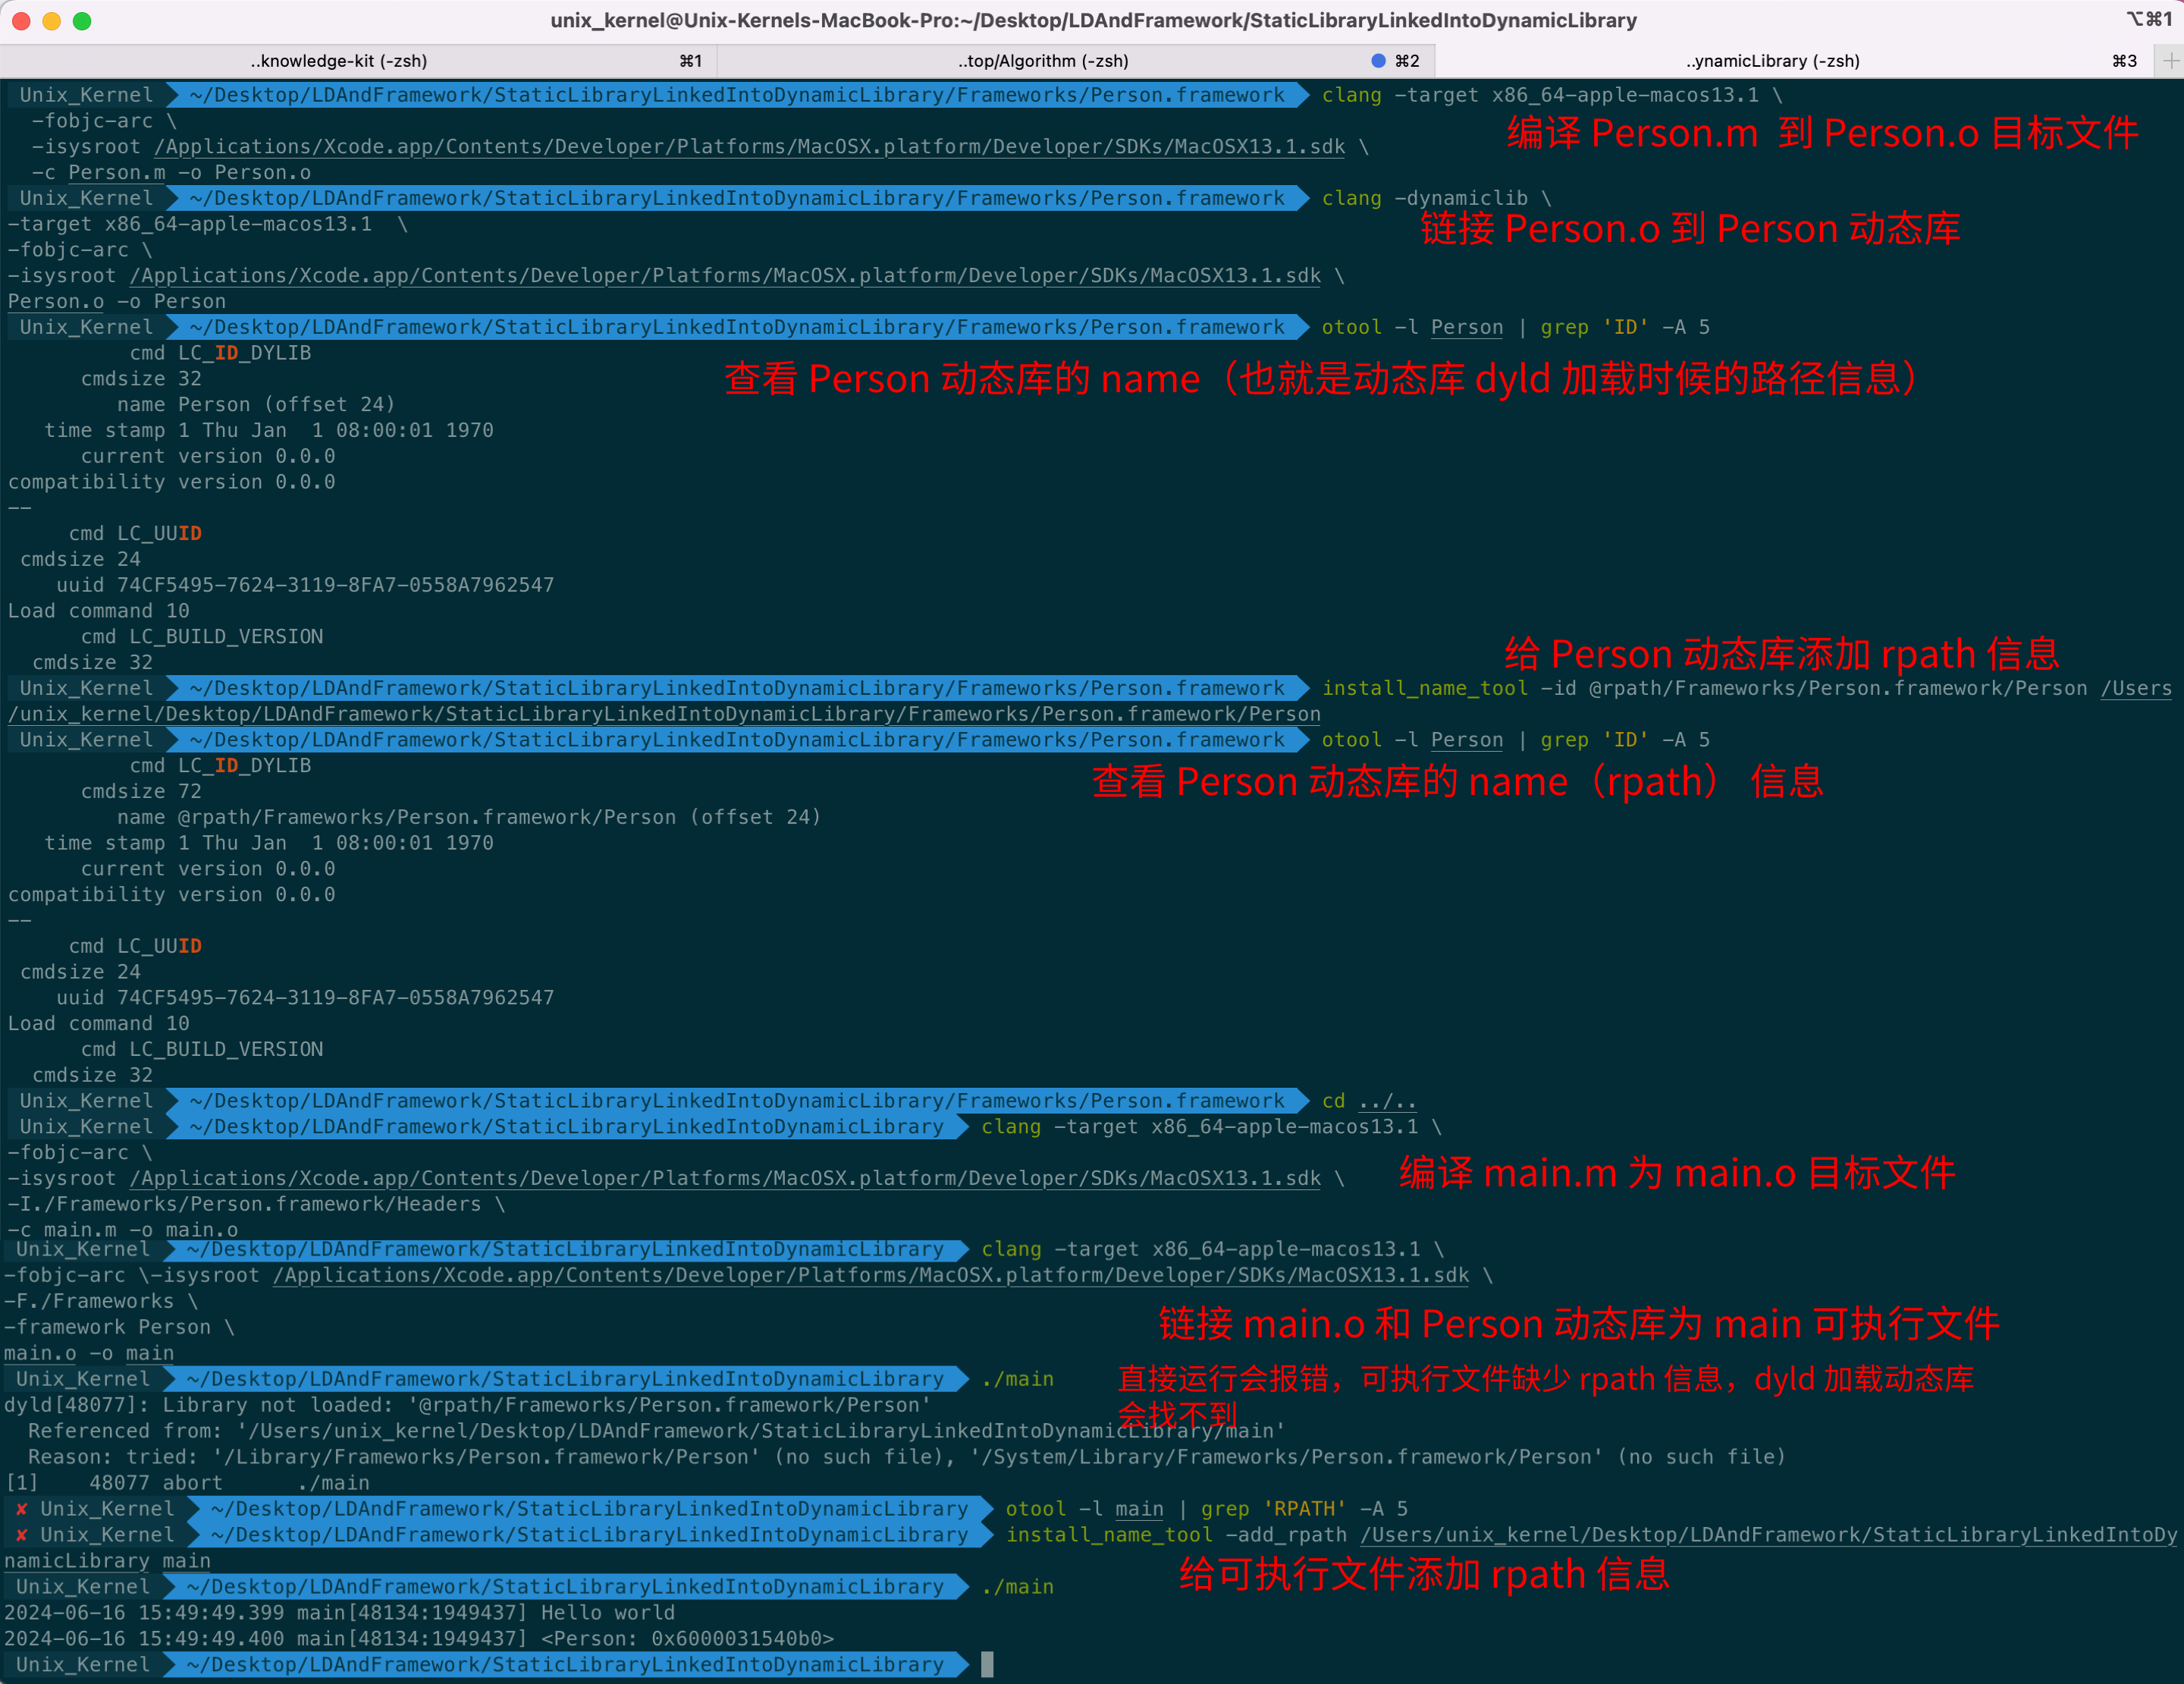 unix_kernel@Unix-Kernels-MacBook-Pro:~/Desktop/LDAndFramework/StaticLibraryLinkedIntoDynamicLibrary ⌥⌘1
..knowledge-kit (-zsh) ⌘1 ..top/Algorithm (-zsh) ⌘2 ..ynamicLibrary (-zsh) ⌘3 +
Unix_Kernel ~/Desktop/LDAndFramework/StaticLibraryLinkedIntoDynamicLibrary/Frameworks/Person.framework clang -target x86_64-apple-macos13.1 \
-fobjc-arc \
编译 Person.m 到 Person.o 目标文件
-isysroot /Applications/Xcode.app/Contents/Developer/Platforms/MacOSX.platform/Developer/SDKs/MacOSX13.1.sdk \
-c Person.m -o Person.o
Unix_Kernel ~/Desktop/LDAndFramework/StaticLibraryLinkedIntoDynamicLibrary/Frameworks/Person.framework clang -dynamiclib \
-target x86_64-apple-macos13.1  \
链接 Person.o 到 Person 动态库
-fobjc-arc \
-isysroot /Applications/Xcode.app/Contents/Developer/Platforms/MacOSX.platform/Developer/SDKs/MacOSX13.1.sdk \
Person.o -o Person
Unix_Kernel ~/Desktop/LDAndFramework/StaticLibraryLinkedIntoDynamicLibrary/Frameworks/Person.framework otool -l Person | grep 'ID' -A 5
cmd LC_ID_DYLIB
cmdsize 32
查看 Person 动态库的 name（也就是动态库 dyld 加载时候的路径信息）
name Person (offset 24)
time stamp 1 Thu Jan  1 08:00:01 1970
current version 0.0.0
compatibility version 0.0.0
--
cmd LC_UUID
cmdsize 24
uuid 74CF5495-7624-3119-8FA7-0558A7962547
Load command 10
cmd LC_BUILD_VERSION
cmdsize 32
给 Person 动态库添加 rpath 信息
Unix_Kernel ~/Desktop/LDAndFramework/StaticLibraryLinkedIntoDynamicLibrary/Frameworks/Person.framework install_name_tool -id @rpath/Frameworks/Person.framework/Person /Users
/unix_kernel/Desktop/LDAndFramework/StaticLibraryLinkedIntoDynamicLibrary/Frameworks/Person.framework/Person
Unix_Kernel ~/Desktop/LDAndFramework/StaticLibraryLinkedIntoDynamicLibrary/Frameworks/Person.framework otool -l Person | grep 'ID' -A 5
cmd LC_ID_DYLIB
cmdsize 72
查看 Person 动态库的 name（rpath） 信息
name @rpath/Frameworks/Person.framework/Person (offset 24)
time stamp 1 Thu Jan  1 08:00:01 1970
current version 0.0.0
compatibility version 0.0.0
--
cmd LC_UUID
cmdsize 24
uuid 74CF5495-7624-3119-8FA7-0558A7962547
Load command 10
cmd LC_BUILD_VERSION
cmdsize 32
Unix_Kernel ~/Desktop/LDAndFramework/StaticLibraryLinkedIntoDynamicLibrary/Frameworks/Person.framework cd ../..
Unix_Kernel ~/Desktop/LDAndFramework/StaticLibraryLinkedIntoDynamicLibrary clang -target x86_64-apple-macos13.1 \
-fobjc-arc \
-isysroot /Applications/Xcode.app/Contents/Developer/Platforms/MacOSX.platform/Developer/SDKs/MacOSX13.1.sdk \
编译 main.m 为 main.o 目标文件
-I./Frameworks/Person.framework/Headers \
-c main.m -o main.o
Unix_Kernel ~/Desktop/LDAndFramework/StaticLibraryLinkedIntoDynamicLibrary clang -target x86_64-apple-macos13.1 \
-fobjc-arc \-isysroot /Applications/Xcode.app/Contents/Developer/Platforms/MacOSX.platform/Developer/SDKs/MacOSX13.1.sdk \
-F./Frameworks \
-framework Person \
链接 main.o 和 Person 动态库为 main 可执行文件
main.o -o main
Unix_Kernel ~/Desktop/LDAndFramework/StaticLibraryLinkedIntoDynamicLibrary ./main
直接运行会报错，可执行文件缺少 rpath 信息，dyld 加载动态库
会找不到
dyld[48077]: Library not loaded: '@rpath/Frameworks/Person.framework/Person'
Referenced from: '/Users/unix_kernel/Desktop/LDAndFramework/StaticLibraryLinkedIntoDynamicLibrary/main'
Reason: tried: '/Library/Frameworks/Person.framework/Person' (no such file), '/System/Library/Frameworks/Person.framework/Person' (no such file)
[1]    48077 abort      ./main
✘ Unix_Kernel ~/Desktop/LDAndFramework/StaticLibraryLinkedIntoDynamicLibrary otool -l main | grep 'RPATH' -A 5
✘ Unix_Kernel ~/Desktop/LDAndFramework/StaticLibraryLinkedIntoDynamicLibrary install_name_tool -add_rpath /Users/unix_kernel/Desktop/LDAndFramework/StaticLibraryLinkedIntoDy
namicLibrary main
给可执行文件添加 rpath 信息
Unix_Kernel ~/Desktop/LDAndFramework/StaticLibraryLinkedIntoDynamicLibrary ./main
2024-06-16 15:49:49.399 main[48134:1949437] Hello world
2024-06-16 15:49:49.400 main[48134:1949437] <Person: 0x6000031540b0>
Unix_Kernel ~/Desktop/LDAndFramework/StaticLibraryLinkedIntoDynamicLibrary